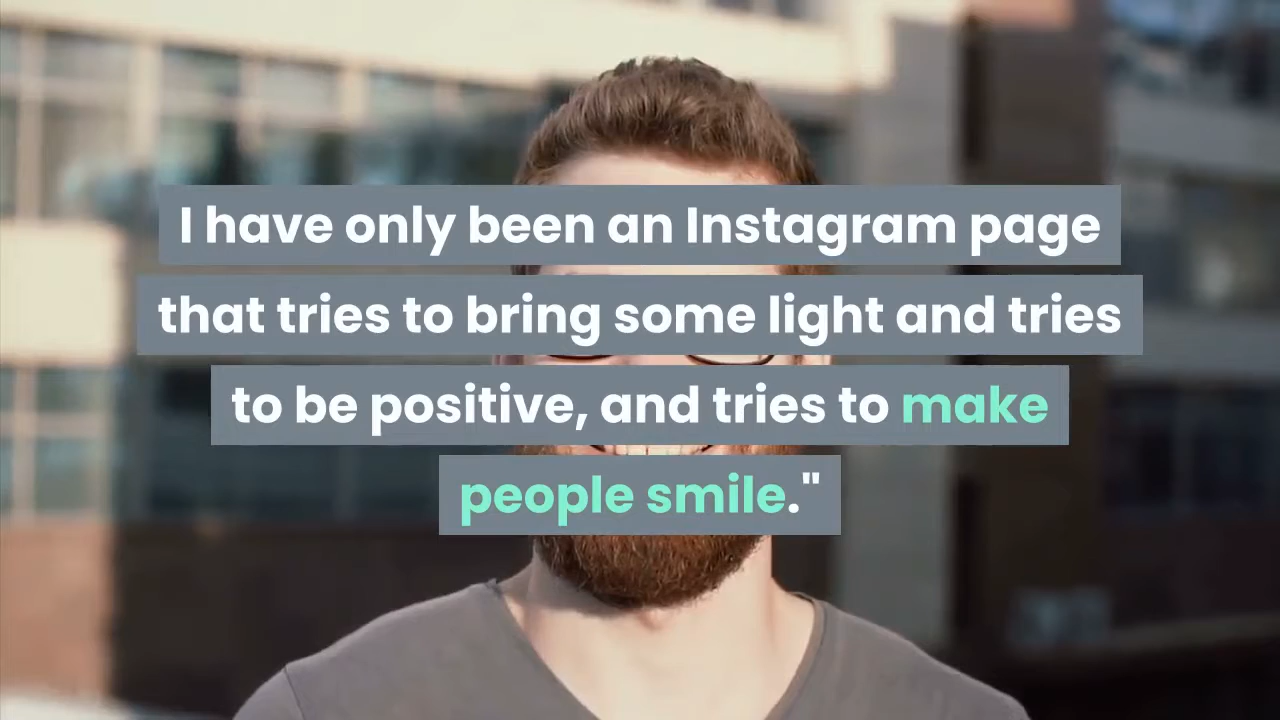 I have only been an Instagram page
that tries to bring some light and tries
to be positive, and tries to make
people smile."